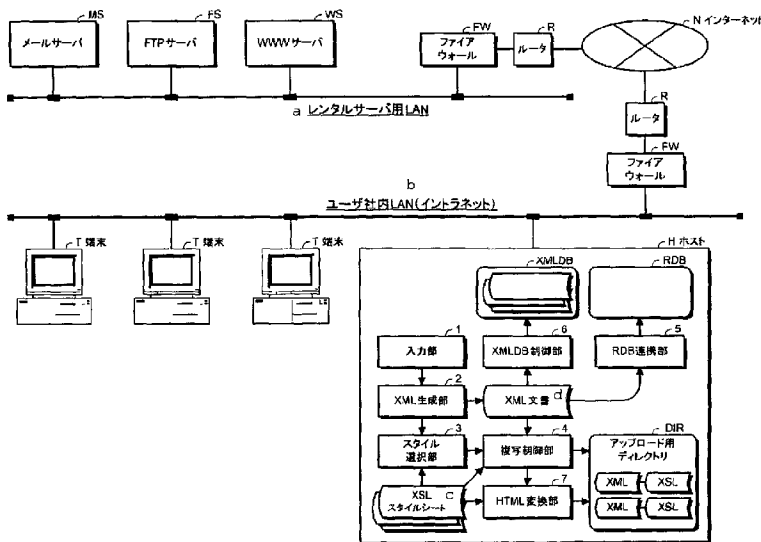 MS
メールサーバ
FS
FTPサーバ
WS
WWWサーバ
FW
ファイア
ウォール
R
ルータ
N インターネット
a レンタルサーバ用LAN
R
ルータ
FW
ファイア
ウォール
b
ユーザ社内LAN(イントラネット)
T 端末
T 端末
T 端末
H ホスト
XMLDB
RDB
1
入力部
6
XMLDB制御部
5
RDB連携部
2
XML生成部
XML文書 d
3
スタイル
選択部
4
複写制御部
DIR
アップロード用
ディレクトリ
XML XSL
XML XSL
XSL c
スタイルシート
7
HTML変換部